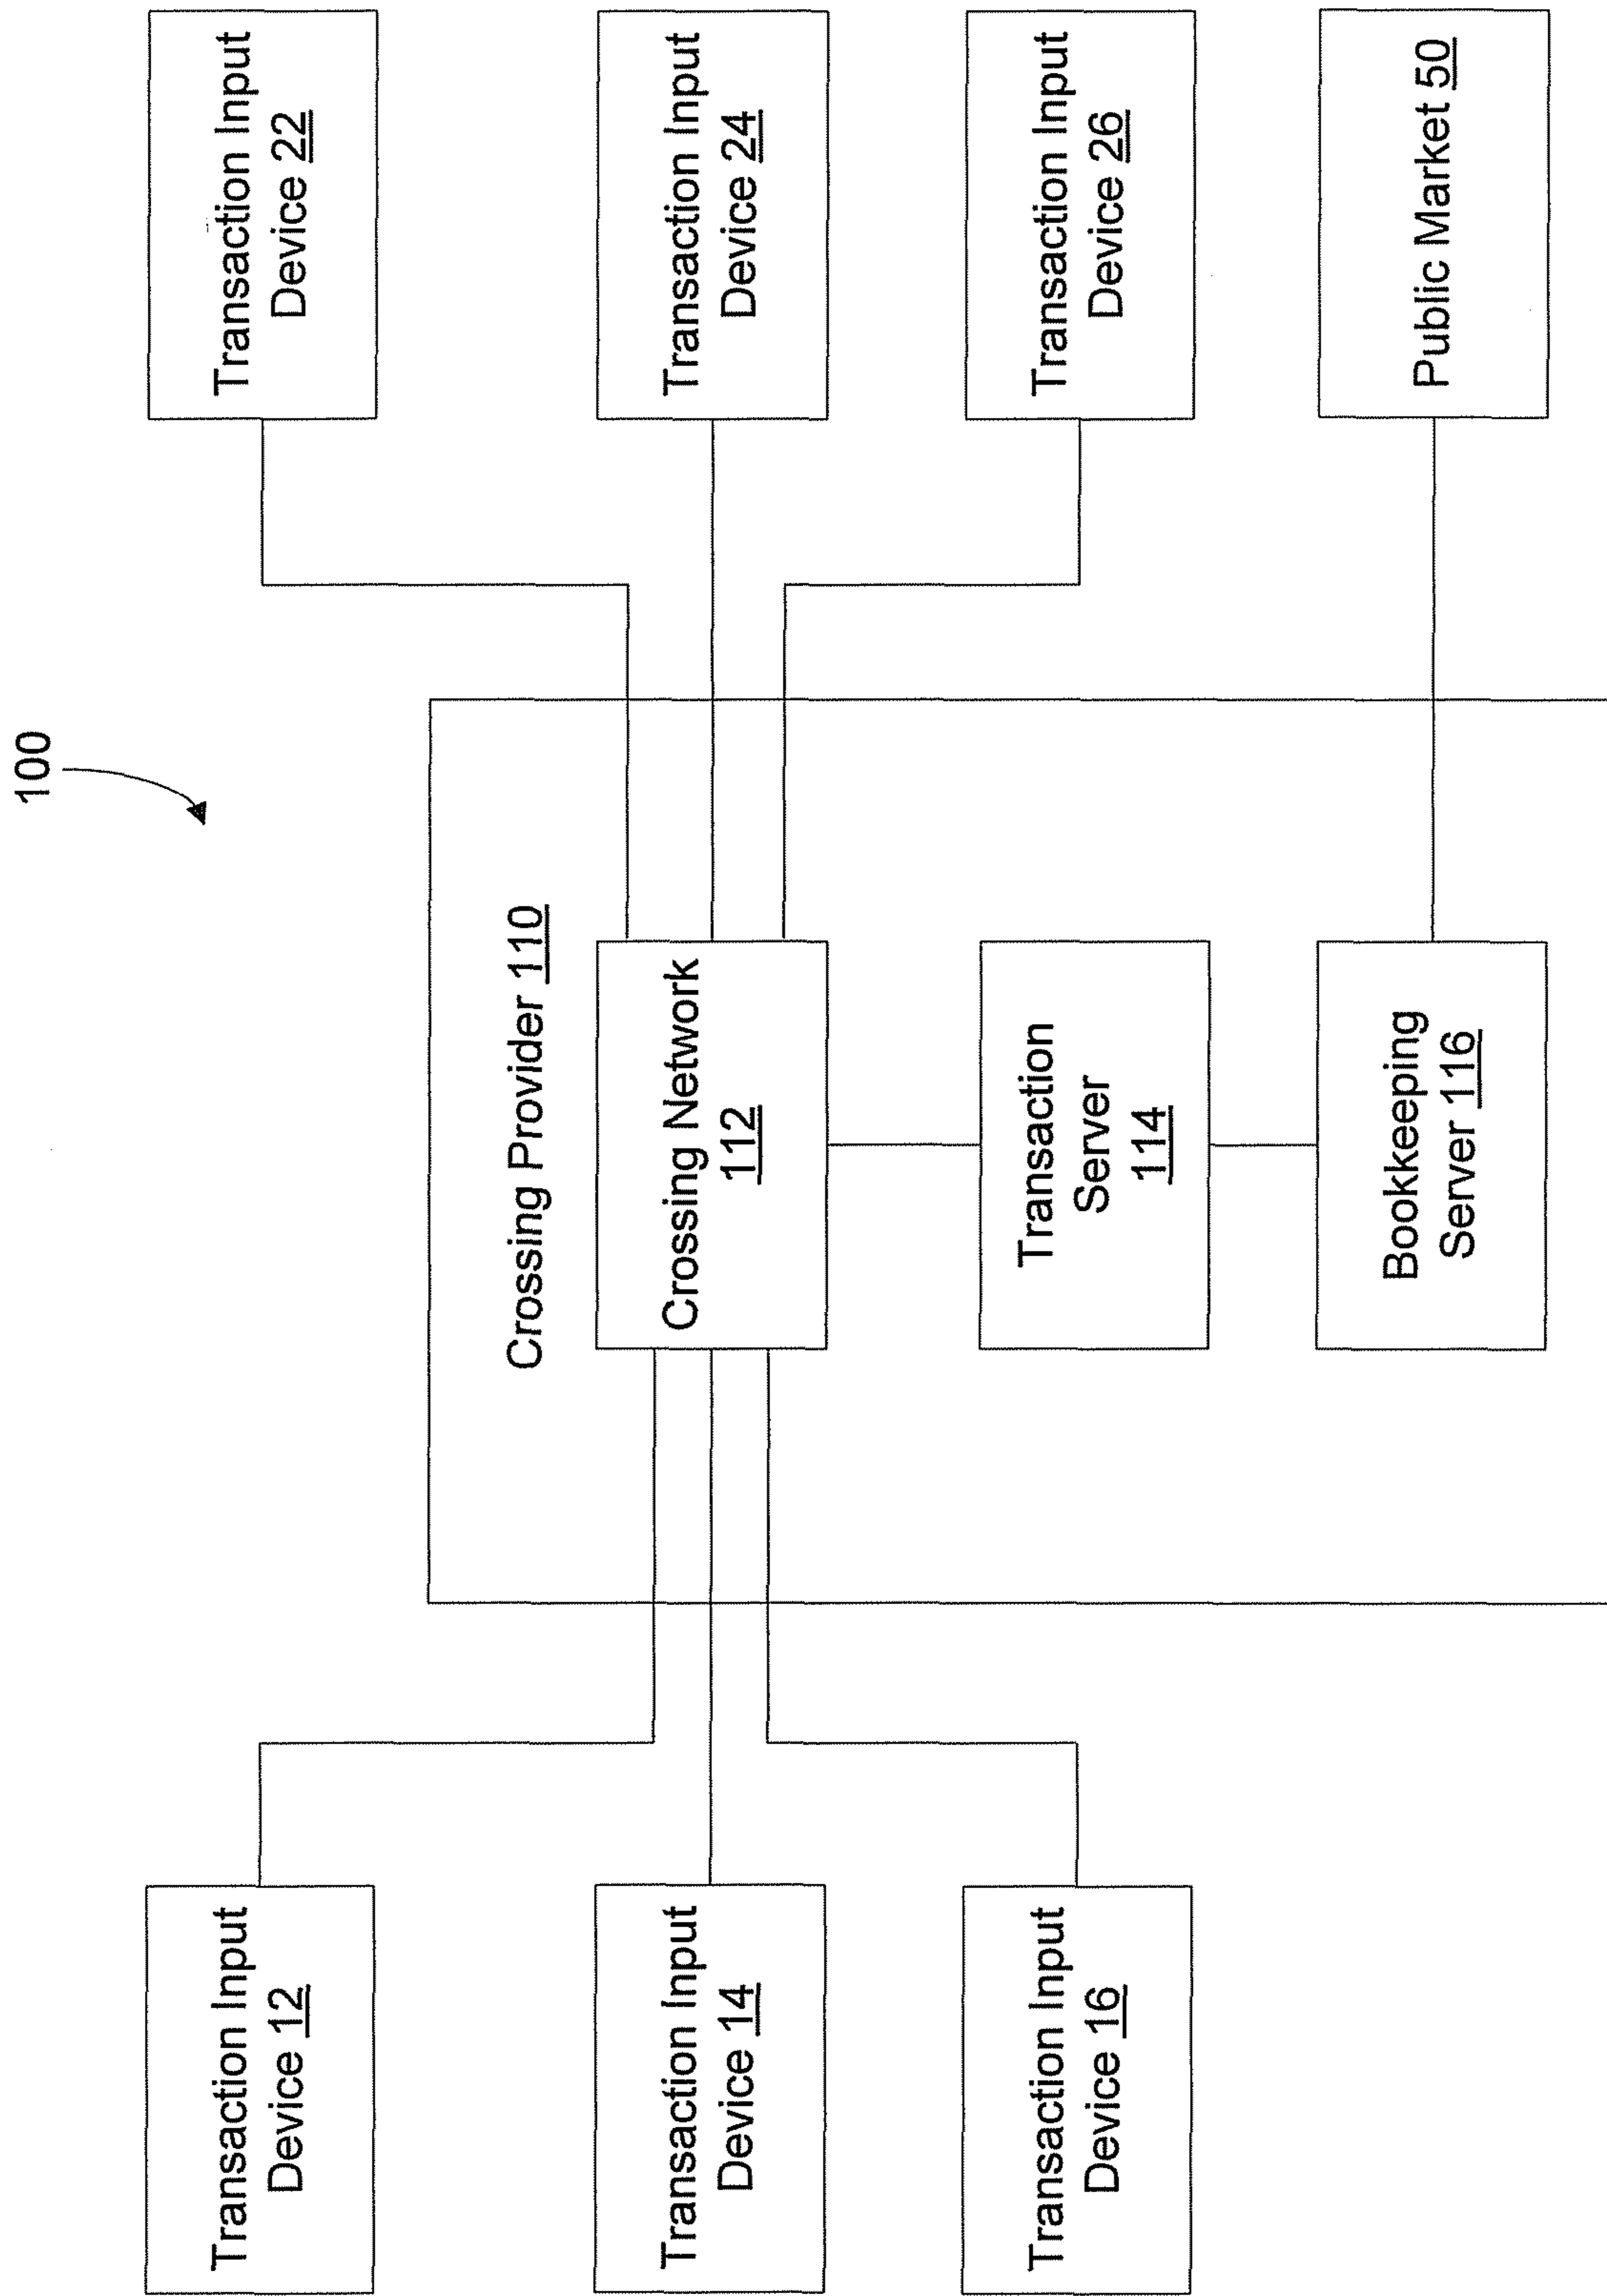 100
Transaction Input
Device 12
Transaction Input
Device 14
Transaction Input
Device 16
Crossing Provider 110
Crossing Network
112
Transaction
Server
114
Bookkeeping
Server 116
Transaction Input
Device 22
Transaction Input
Device 24
Transaction Input
Device 26
Public Market 50